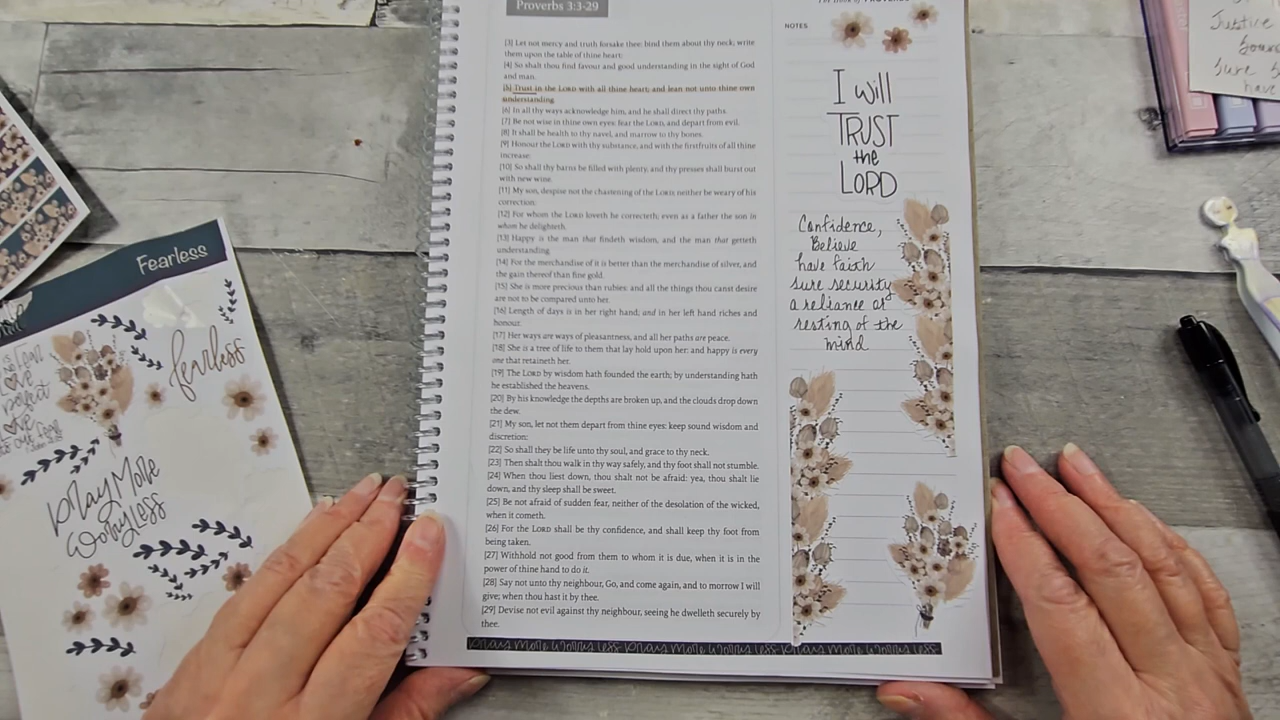 Proverbs 3:3-29
[3] Let not mercy and truth forsake thee: bind them about thy neck; write
them upon the table of thine heart:
[4] So shalt thou find favour and good understanding in the sight of God
and man.
[5] Trust in the LORD with all thine heart; and lean not unto thine own
understanding.
[6] In all thy ways acknowledge him, and he shall direct thy paths.
[7] Be not wise in thine own eyes: fear the LORD, and depart from evil.
[8] It shall be health to thy navel, and marrow to thy bones.
[9] Honour the LORD with thy substance, and with the firstfruits of all thine
increase:
[10] So shall thy barns be filled with plenty, and thy presses shall burst out
with new wine.
[11] My son, despise not the chastening of the LORD; neither be weary of his
correction:
[12] For whom the LORD loveth he correcteth; even as a father the son in
whom he delighteth.
[13] Happy is the man that findeth wisdom, and the man that getteth
understanding.
[14] For the merchandise of it is better than the merchandise of silver, and
the gain thereof than fine gold.
[15] She is more precious than rubies: and all the things thou canst desire
are not to be compared unto her.
[16] Length of days is in her right hand; and in her left hand riches and
honour.
[17] Her ways are ways of pleasantness, and all her paths are peace.
[18] She is a tree of life to them that lay hold upon her: and happy is every
one that retaineth her.
[19] The LORD by wisdom hath founded the earth; by understanding hath
he established the heavens.
[20] By his knowledge the depths are broken up, and the clouds drop down
the dew.
[21] My son, let not them depart from thine eyes: keep sound wisdom and
discretion:
[22] So shall they be life unto thy soul, and grace to thy neck.
[23] Then shalt thou walk in thy way safely, and thy foot shall not stumble.
[24] When thou liest down, thou shalt not be afraid: yea, thou shalt lie
down, and thy sleep shall be sweet.
[25] Be not afraid of sudden fear, neither of the desolation of the wicked,
when it cometh.
[26] For the LORD shall be thy confidence, and shall keep thy foot from
being taken.
[27] Withhold not good from them to whom it is due, when it is in the
power of thine hand to do it.
[28] Say not unto thy neighbour, Go, and come again, and to morrow I will
give; when thou hast it by thee.
[29] Devise not evil against thy neighbour, seeing he dwelleth securely by
thee.
Pray More Worry Less Pray More Worry Less Pray More Worry Less Pray More Worry Less
The Book of PROVERBS
NOTES
I will
TRUST
the
LORD
Confidence,
Believe
have faith
sure security
a reliance or
resting of the
mind
Fearless
fearless
perfect
Pray More
Worry Less
Justice
sure
have